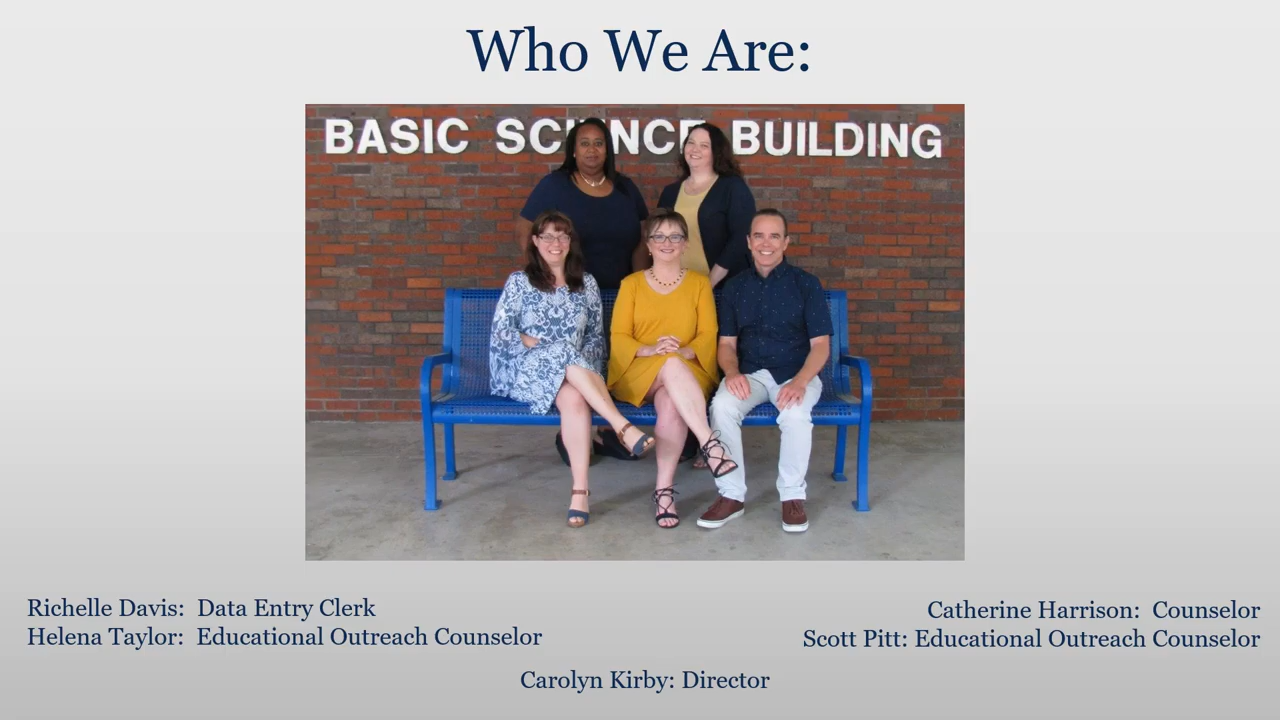 Who We Are:
BASIC SCIENCE BUILDING
Richelle Davis:  Data Entry Clerk
Helena Taylor:  Educational Outreach Counselor
Catherine Harrison:  Counselor
Scott Pitt: Educational Outreach Counselor
Carolyn Kirby: Director